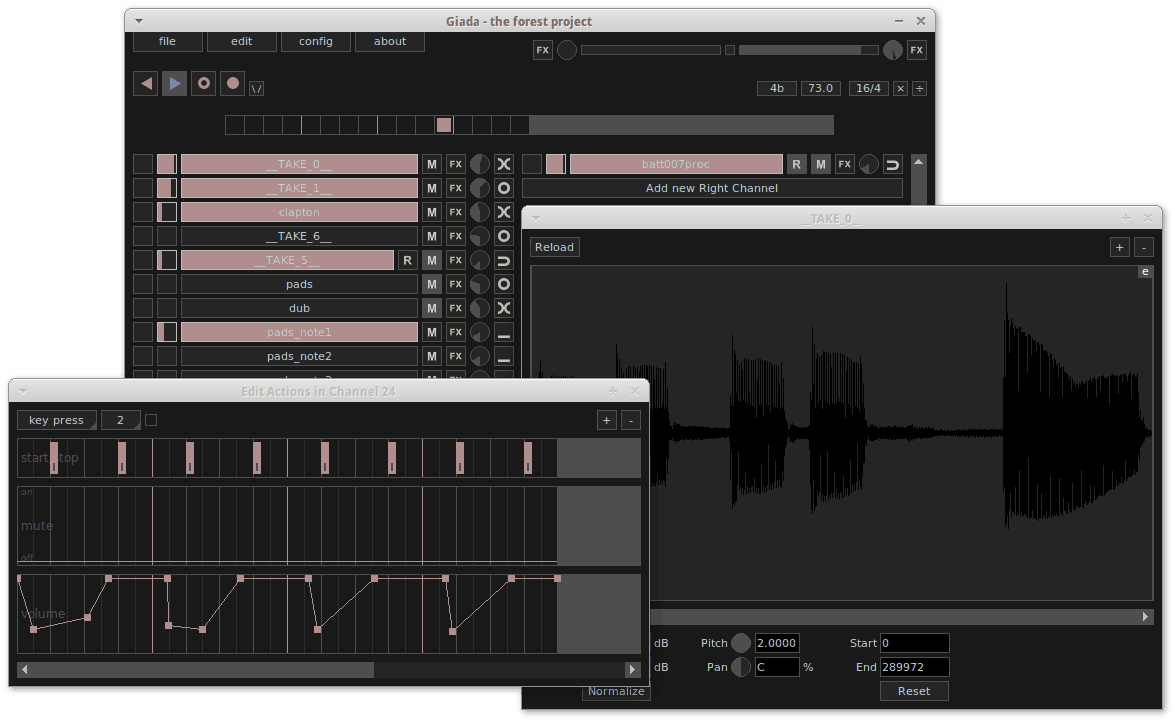 Giada - the forest project
file edit config about
FX FX
4b 73.0 16/4 × ÷
__TAKE_0__ M FX
__TAKE_1__ M FX
clapton M FX
__TAKE_6__ M FX
__TAKE_5__ R M FX
pads M FX
dub M FX
pads_note1 M FX
pads_note2 M FX
batt007proc R M FX
Add new Right Channel
__TAKE_0__
Reload + -
e
dB Pitch 2.0000 Start 0
dB Pan C % End 289972
Normalize Reset
Edit Actions in Channel 24
key press 2 + -
start/stop
on
mute
off
volume